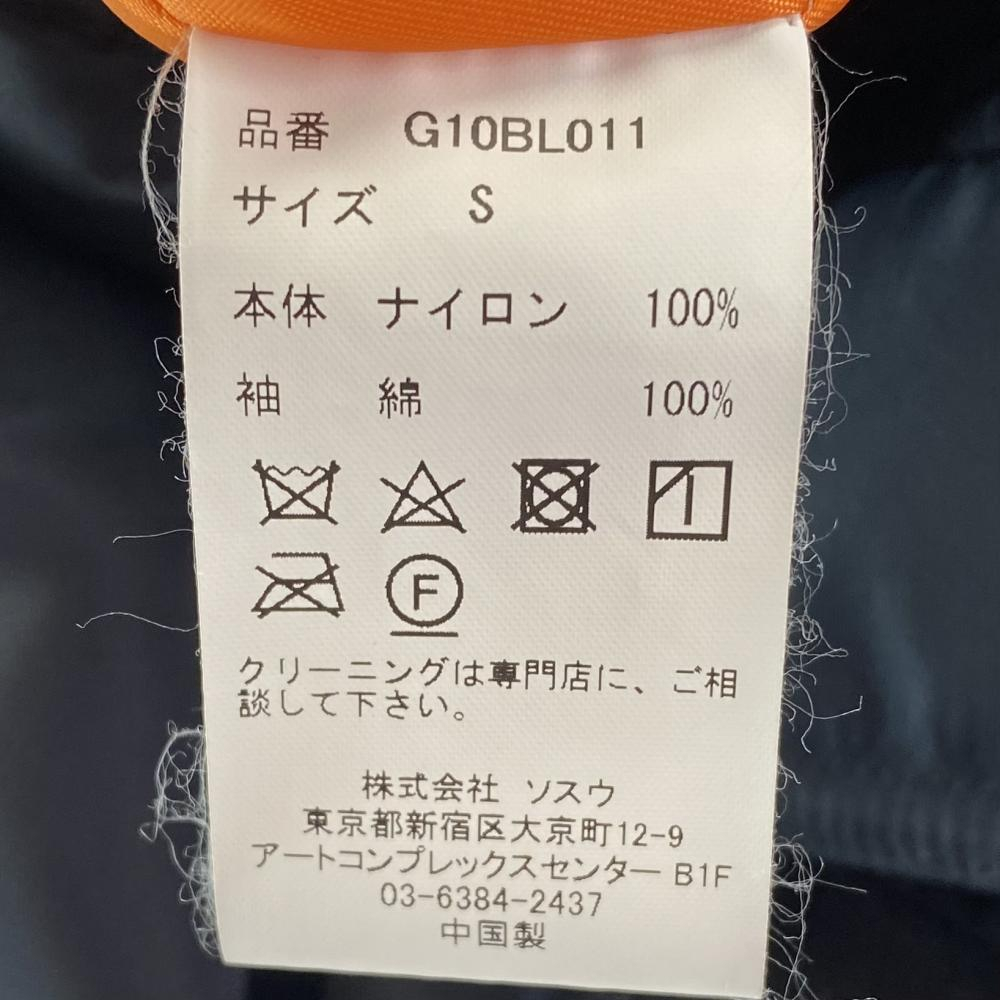 品番 G10BL011
サイズ S
本体 ナイロン 100%
袖 綿 100%
F
クリーニングは専門店に、ご相
談して下さい。
株式会社 ソスウ
東京都新宿区大京町12-9
アートコンプレックスセンター B1F
03-6384-2437
中国製